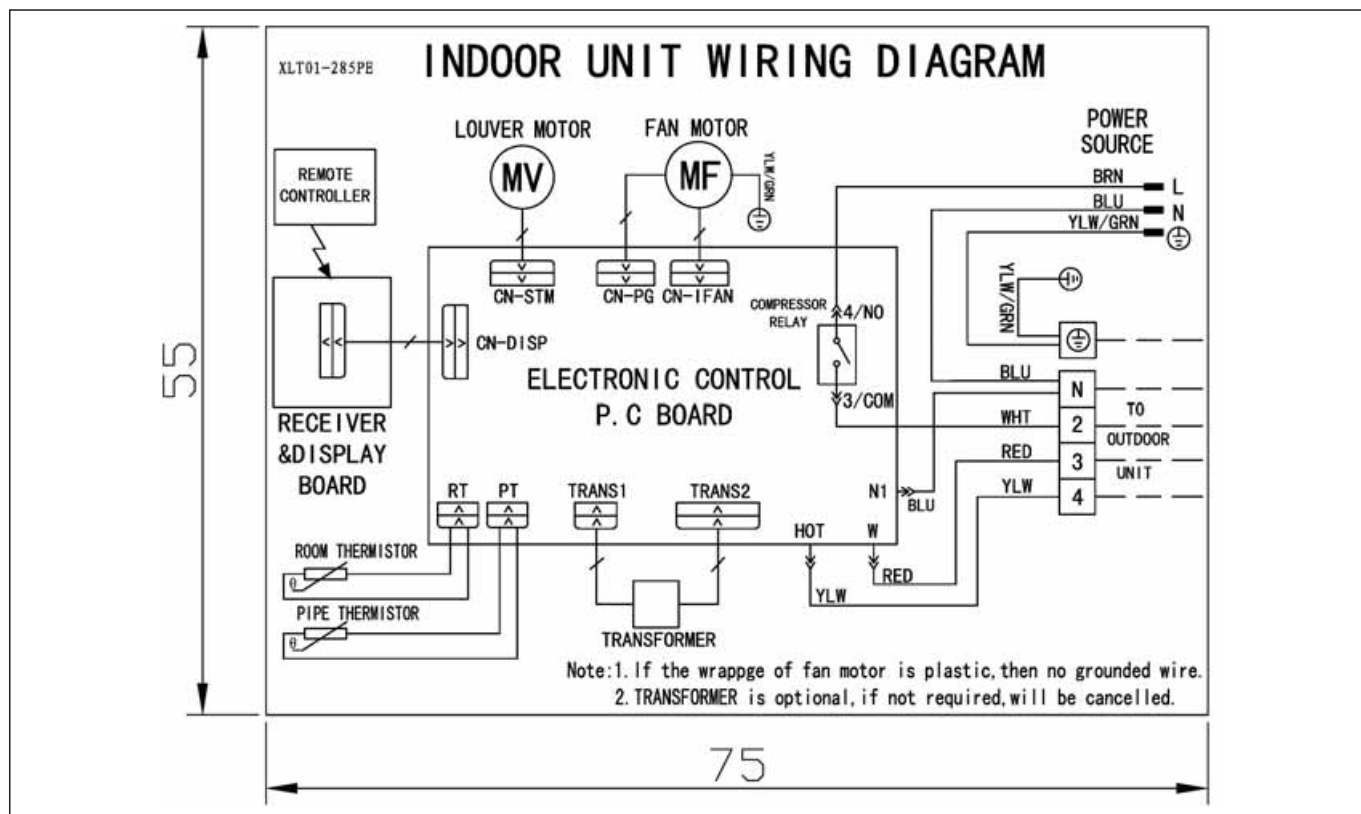 XLT01-285PE
INDOOR UNIT WIRING DIAGRAM
LOUVER MOTOR
FAN MOTOR
POWER
SOURCE
REMOTE
CONTROLLER
MV
MF
YLW/GRN
BRN
L
BLU
N
YLW/GRN
CN-STM
CN-PG
CN-IFAN
YLW/GRN
COMPRESSOR
RELAY
4/NO
CN-DISP
ELECTRONIC CONTROL
P.C BOARD
3/COM
BLU
N
WHT
2
TO
OUTDOOR
UNIT
RED
3
YLW
4
RECEIVER
&DISPLAY
BOARD
55
RT
PT
TRANS1
TRANS2
N1
BLU
HOT
W
ROOM THERMISTOR
θ
RED
YLW
PIPE THERMISTOR
θ
TRANSFORMER
Note:1. If the wrappge of fan motor is plastic, then no grounded wire.
2. TRANSFORMER is optional, if not required, will be cancelled.
75